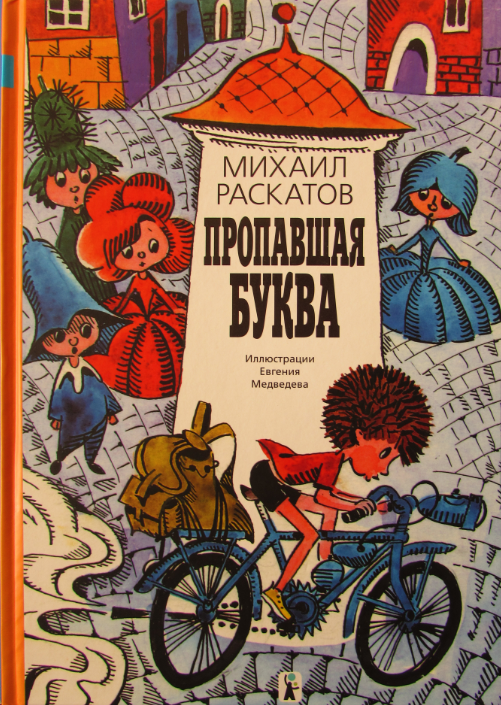 МИХАИЛ
РАСКАТОВ
ПРОПАВШАЯ
БУКВА
Иллюстрации
Евгения
Медведева